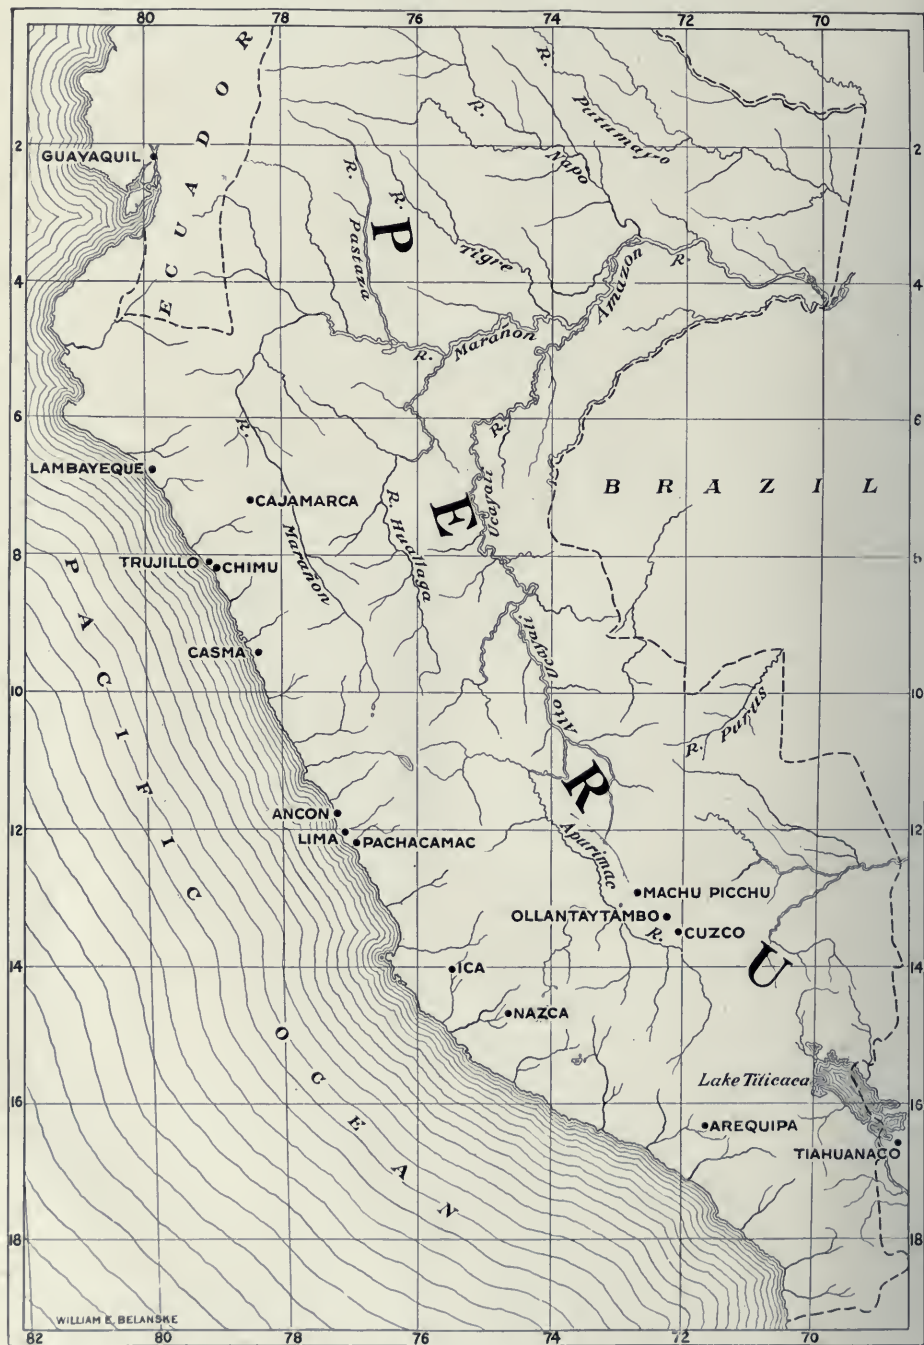 80 78 76 74 72 70
ECUADOR
R.
R.
Putumayo
2 2
GUAYAQUIL
R.
Napo
R.
Pastaza
R.
Tigre
P
R.
Amazon
4 4
R. Marañon
6 6
R.
R.
LAMBAYEQUE
CAJAMARCA
Marañon
R. Huallaga
E
Ucayali
BRAZIL
8 8
TRUJILLO
CHIMU
CASMA
Alto Ucayali
10 10
R. Purus
PACIFIC OCEAN
R
ANCON
12 12
LIMA
PACHACAMAC
Apurimac
R.
MACHU PICCHU
OLLANTAYTAMBO
CUZCO
U
14 14
ICA
NAZCA
Lake Titicaca
16 16
AREQUIPA
TIAHUANACO
18 18
WILLIAM E. BELANSKE
82 80 78 76 74 72 70